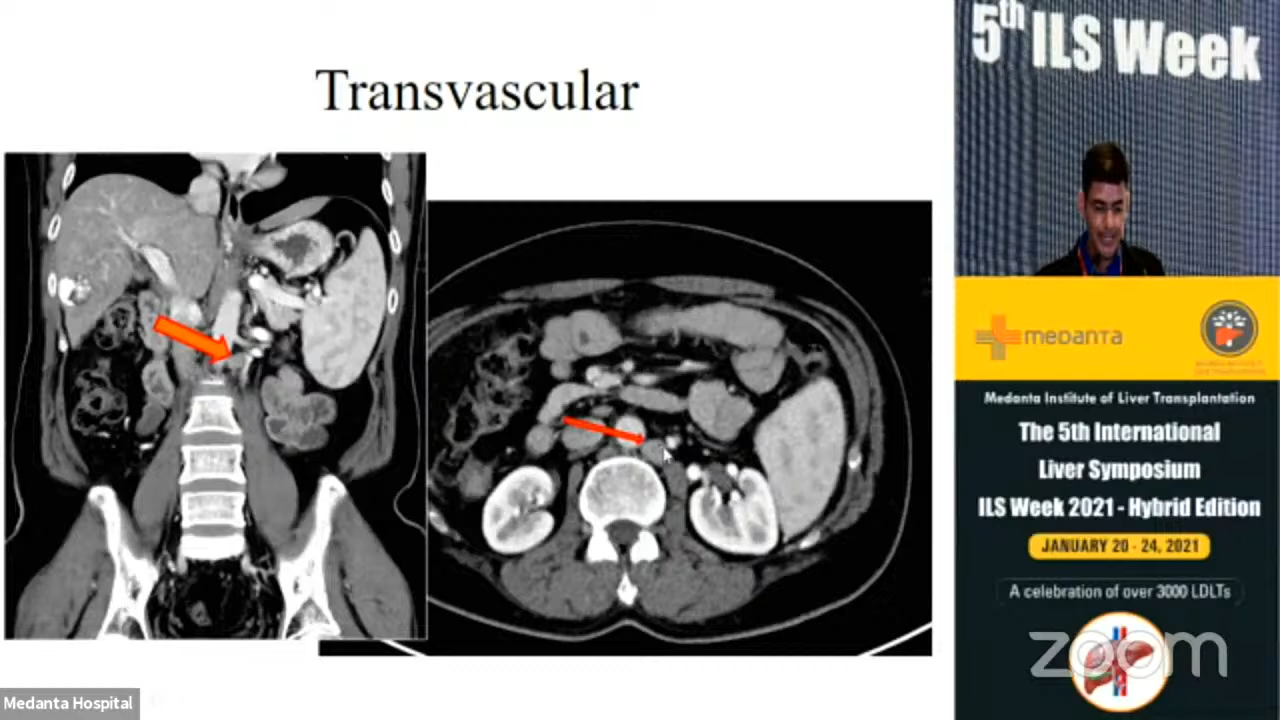 Transvascular
5th ILS Week
medanta
Medanta Institute of Liver Transplantation
The 5th International
Liver Symposium
ILS Week 2021 - Hybrid Edition
JANUARY 20 - 24, 2021
A celebration of over 3000 LDLTs
zoom
Medanta Hospital